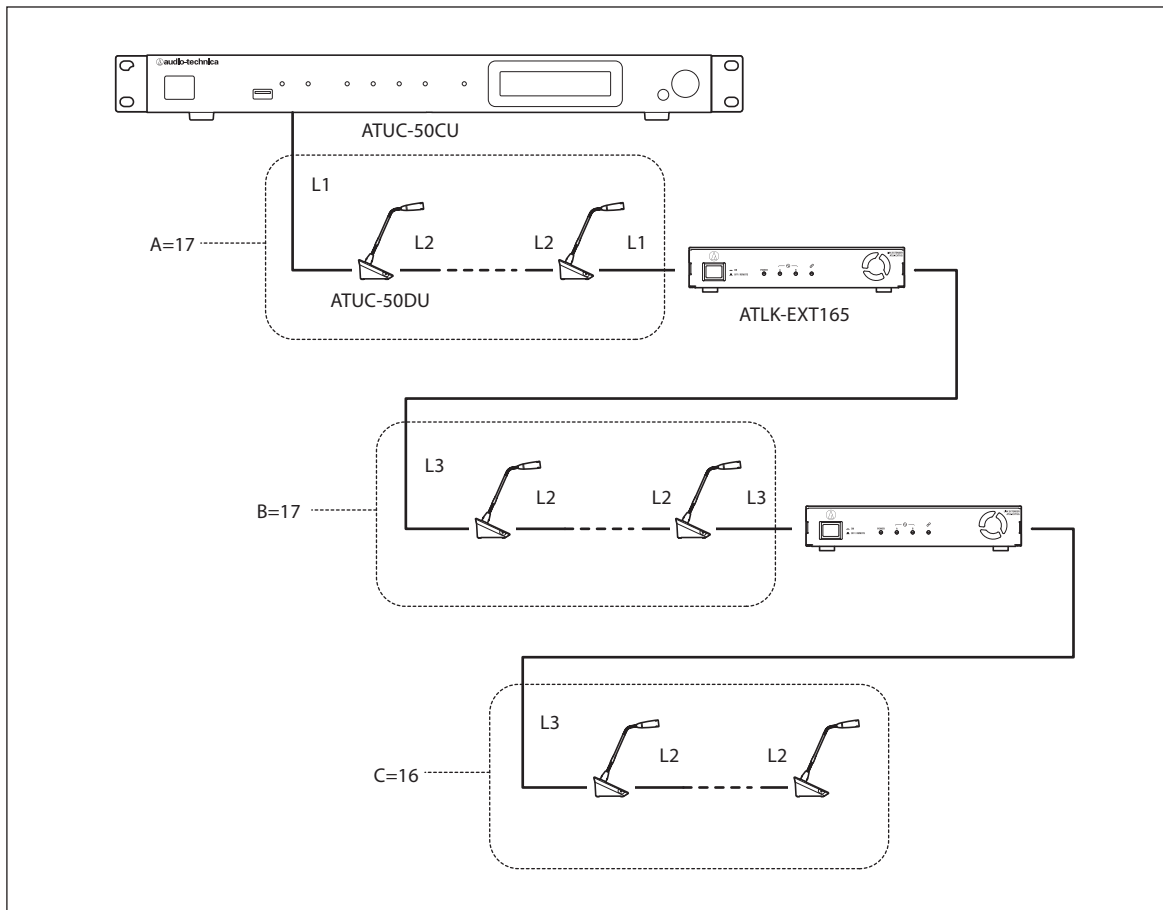 audio-technica
ATUC-50CU
L1
A=17
L2
L2
L1
ATUC-50DU
ATLK-EXT165
L3
B=17
L2
L2
L3
L3
C=16
L2
L2